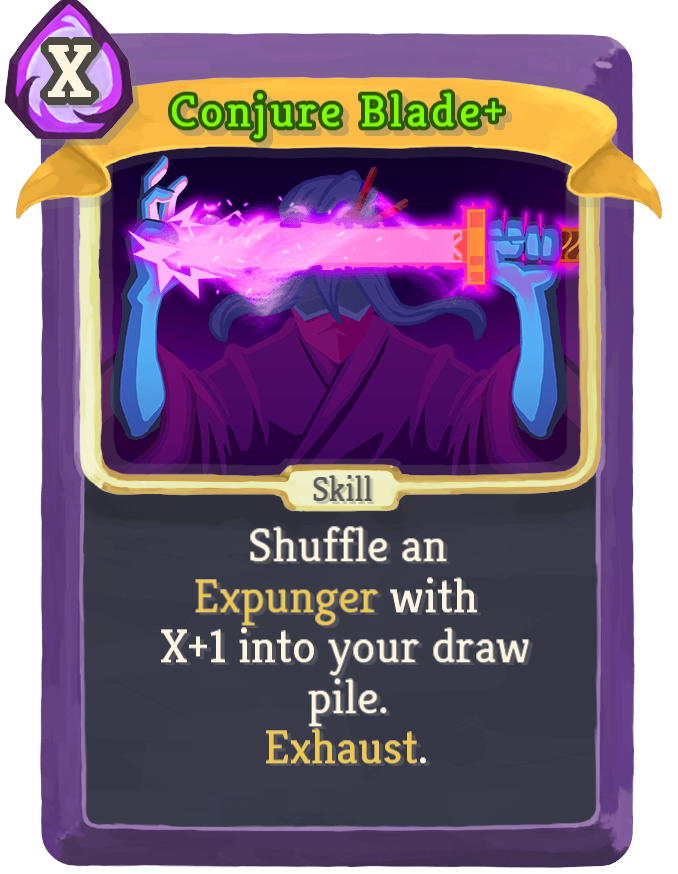 X
Conjure Blade+
Skill
Shuffle an
Expunger with
X+1 into your draw
pile.
Exhaust.